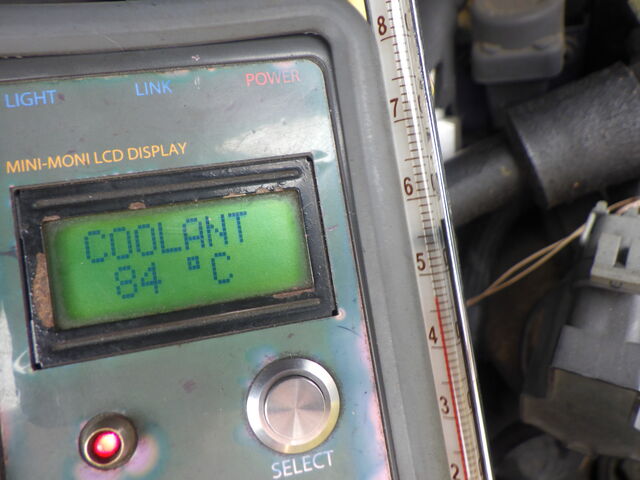 LIGHT LINK POWER
MINI-MONI LCD DISPLAY
COOLANT
84 °C
SELECT
8
7
6
5
4
3
2